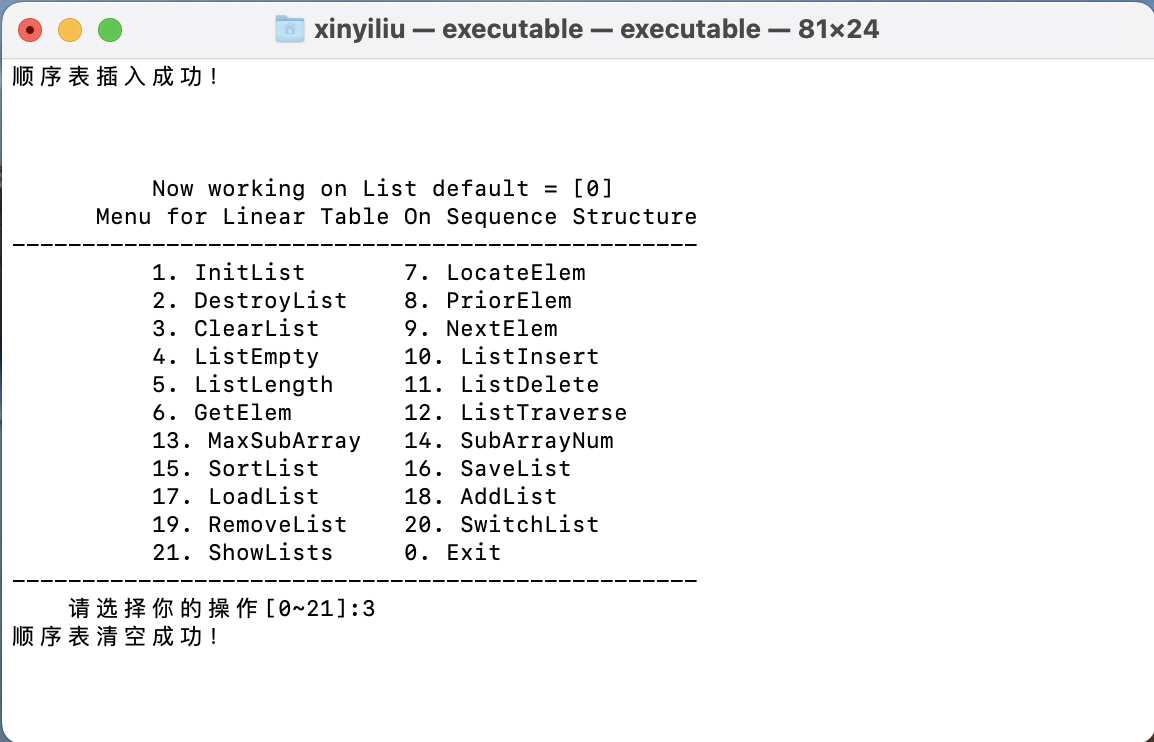 xinyiliu — executable — executable — 81×24
顺序表插入成功!
Now working on List default = [0]
Menu for Linear Table On Sequence Structure
-------------------------------------------------
1. InitList 7. LocateElem
2. DestroyList 8. PriorElem
3. ClearList 9. NextElem
4. ListEmpty 10. ListInsert
5. ListLength 11. ListDelete
6. GetElem 12. ListTraverse
13. MaxSubArray 14. SubArrayNum
15. SortList 16. SaveList
17. LoadList 18. AddList
19. RemoveList 20. SwitchList
21. ShowLists 0. Exit
-------------------------------------------------
请选择你的操作[0~21]:3
顺序表清空成功!